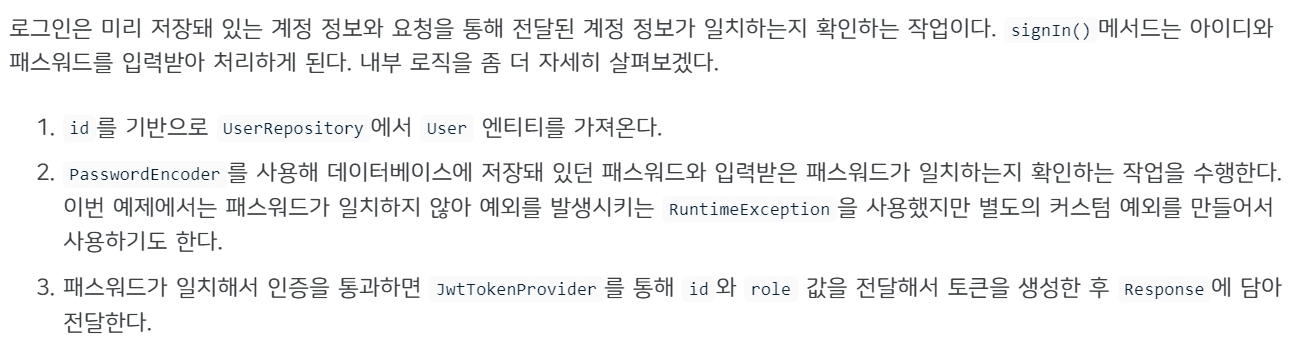 로그인은 미리 저장돼 있는 계정 정보와 요청을 통해 전달된 계정 정보가 일치하는지 확인하는 작업이다. signIn() 메서드는 아이디와
패스워드를 입력받아 처리하게 된다. 내부 로직을 좀 더 자세히 살펴보겠다.
1. id 를 기반으로 UserRepository 에서 User 엔티티를 가져온다.
2. PasswordEncoder 를 사용해 데이터베이스에 저장돼 있던 패스워드와 입력받은 패스워드가 일치하는지 확인하는 작업을 수행한다.
이번 예제에서는 패스워드가 일치하지 않아 예외를 발생시키는 RuntimeException 을 사용했지만 별도의 커스텀 예외를 만들어서
사용하기도 한다.
3. 패스워드가 일치해서 인증을 통과하면 JwtTokenProvider 를 통해 id 와 role 값을 전달해서 토큰을 생성한 후 Response 에 담아
전달한다.